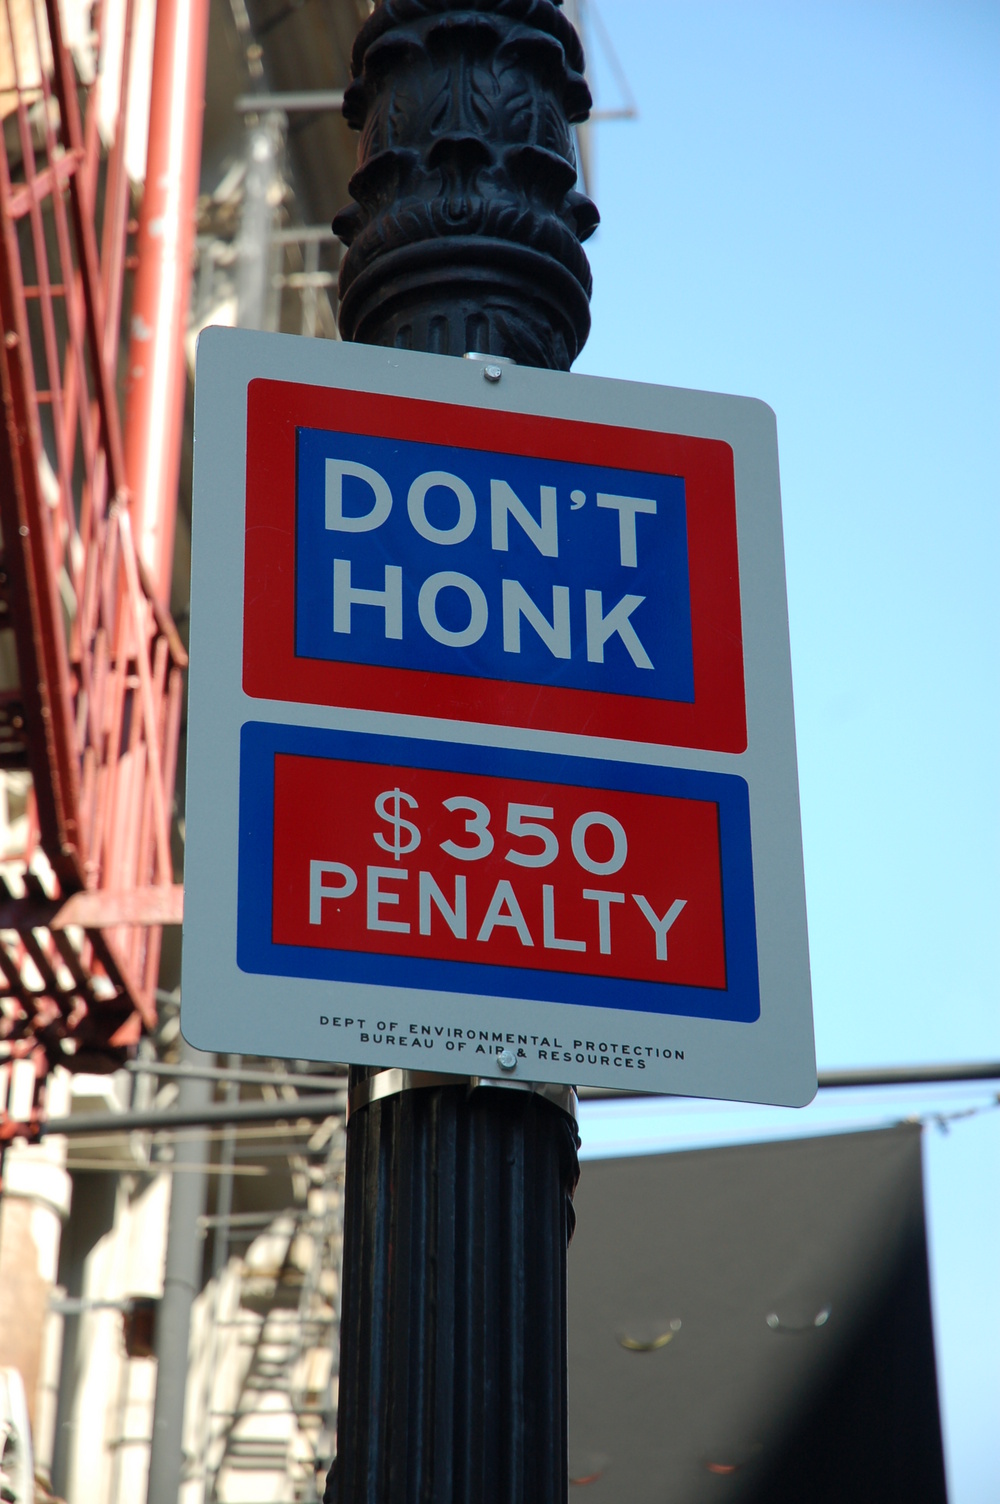 DON'T
HONK
$350
PENALTY
DEPT OF ENVIRONMENTAL PROTECTION
BUREAU OF AIR & RESOURCES